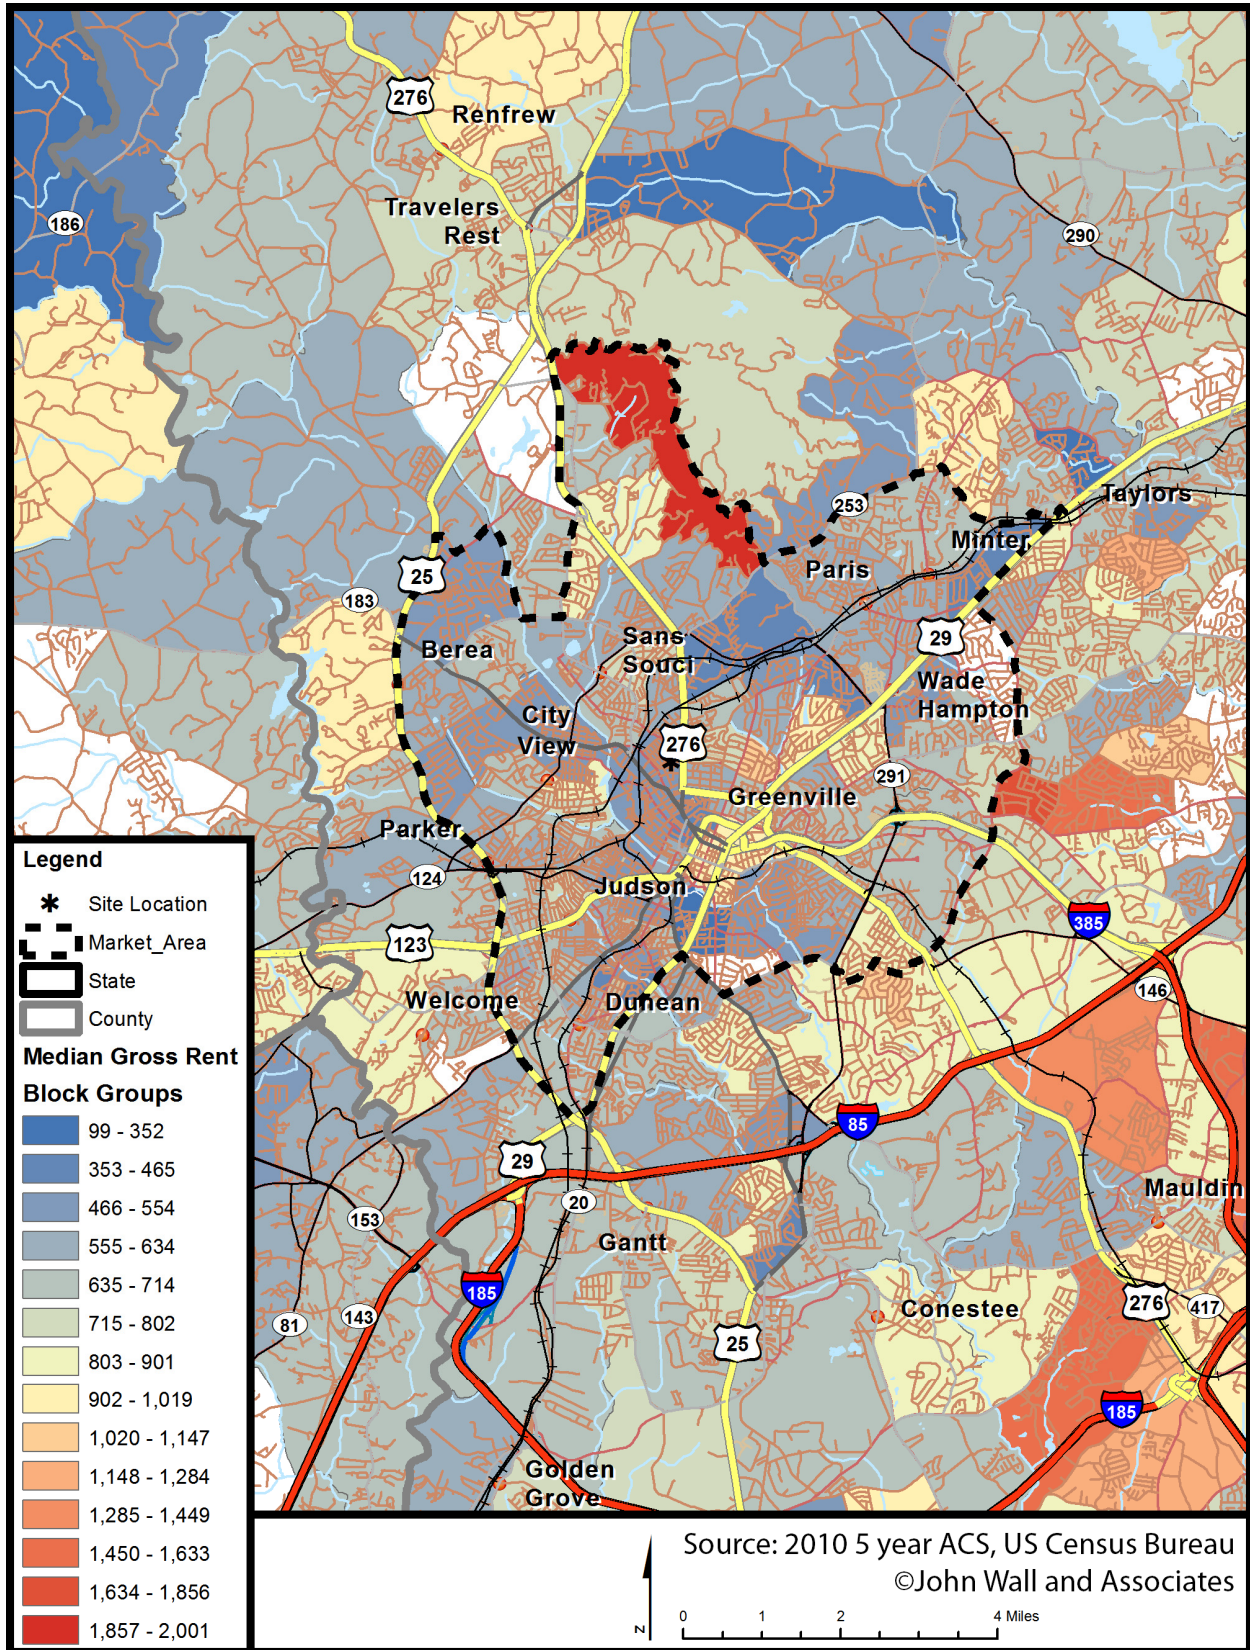 276
Renfrew
Travelers
Rest
186
290
253
Taylors
Minter
Paris
25
183
29
Berea
Sans
Souci
Wade
Hampton
City
View
276
291
Greenville
Parker
124
Judson
385
123
146
Welcome
Dunean
85
29
Mauldin
20
153
Gantt
185
276
417
Conestee
81
143
25
185
Golden
Grove
Legend
Site Location
Market_Area
State
County
Median Gross Rent
Block Groups
99 - 352
353 - 465
466 - 554
555 - 634
635 - 714
715 - 802
803 - 901
902 - 1,019
1,020 - 1,147
1,148 - 1,284
1,285 - 1,449
1,450 - 1,633
1,634 - 1,856
1,857 - 2,001
Source: 2010 5 year ACS, US Census Bureau
©John Wall and Associates
N
0 1 2 4 Miles